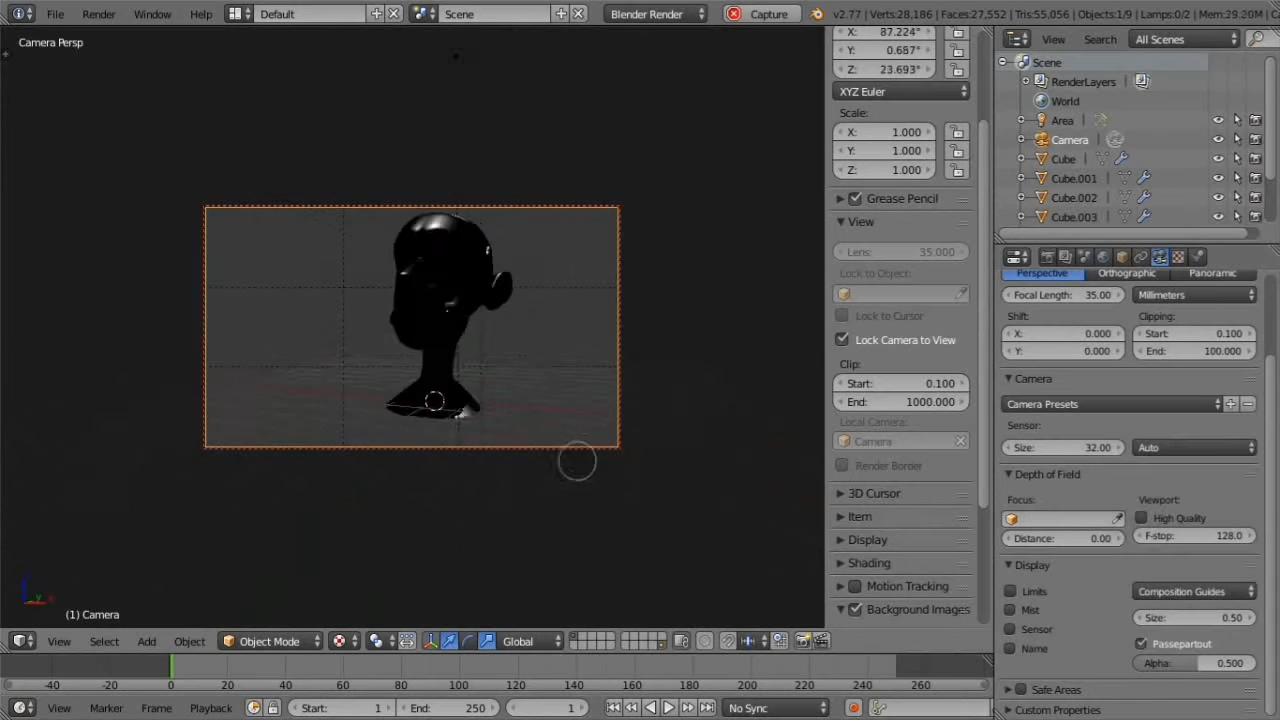 File Render Window Help Default Scene Blender Render Capture v2.77 | Verts:28,186 | Faces:27,552 | Tris:55,056 | Objects:1/9 | Lamps:0/2 | Mem:29.20M
Camera Persp
(1) Camera
X: 87.224°
Y: 0.687°
Z: 23.693°
XYZ Euler
Scale:
X: 1.000
Y: 1.000
Z: 1.000
Grease Pencil
View
Lens: 35.000
Lock to Object:
Lock to Cursor
Lock Camera to View
Clip:
Start: 0.100
End: 1000.000
Local Camera:
Camera
Render Border
3D Cursor
Item
Display
Shading
Motion Tracking
Background Images
View Search All Scenes
Scene
RenderLayers
World
Area
Camera
Cube
Cube.001
Cube.002
Cube.003
Perspective Orthographic Panoramic
Focal Length: 35.00 Millimeters
Shift: Clipping:
X: 0.000 Start: 0.100
Y: 0.000 End: 100.000
Camera
Camera Presets
Sensor:
Size: 32.00 Auto
Depth of Field
Focus: Viewport:
High Quality
Distance: 0.00 F-stop: 128.0
Display
Limits Composition Guides
Mist Size: 0.50
Sensor Passepartout
Name Alpha: 0.500
Safe Areas
Custom Properties
View Select Add Object Object Mode Global
-40 -20 0 20 40 60 80 100 120 140 160 180 200 220 240 260
View Marker Frame Playback Start: 1 End: 250 1 No Sync